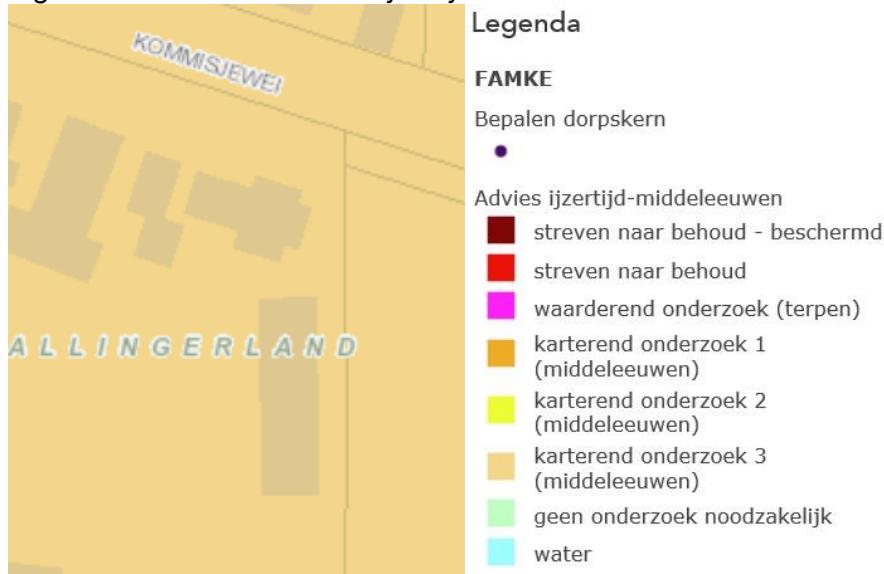 KOMMISJEWEI
ALLINGERLAND
Legenda
FAMKE
Bepalen dorpskern
Advies ijzertijd-middeleeuwen
streven naar behoud - beschermd
streven naar behoud
waarderend onderzoek (terpen)
karterend onderzoek 1
(middeleeuwen)
karterend onderzoek 2
(middeleeuwen)
karterend onderzoek 3
(middeleeuwen)
geen onderzoek noodzakelijk
water